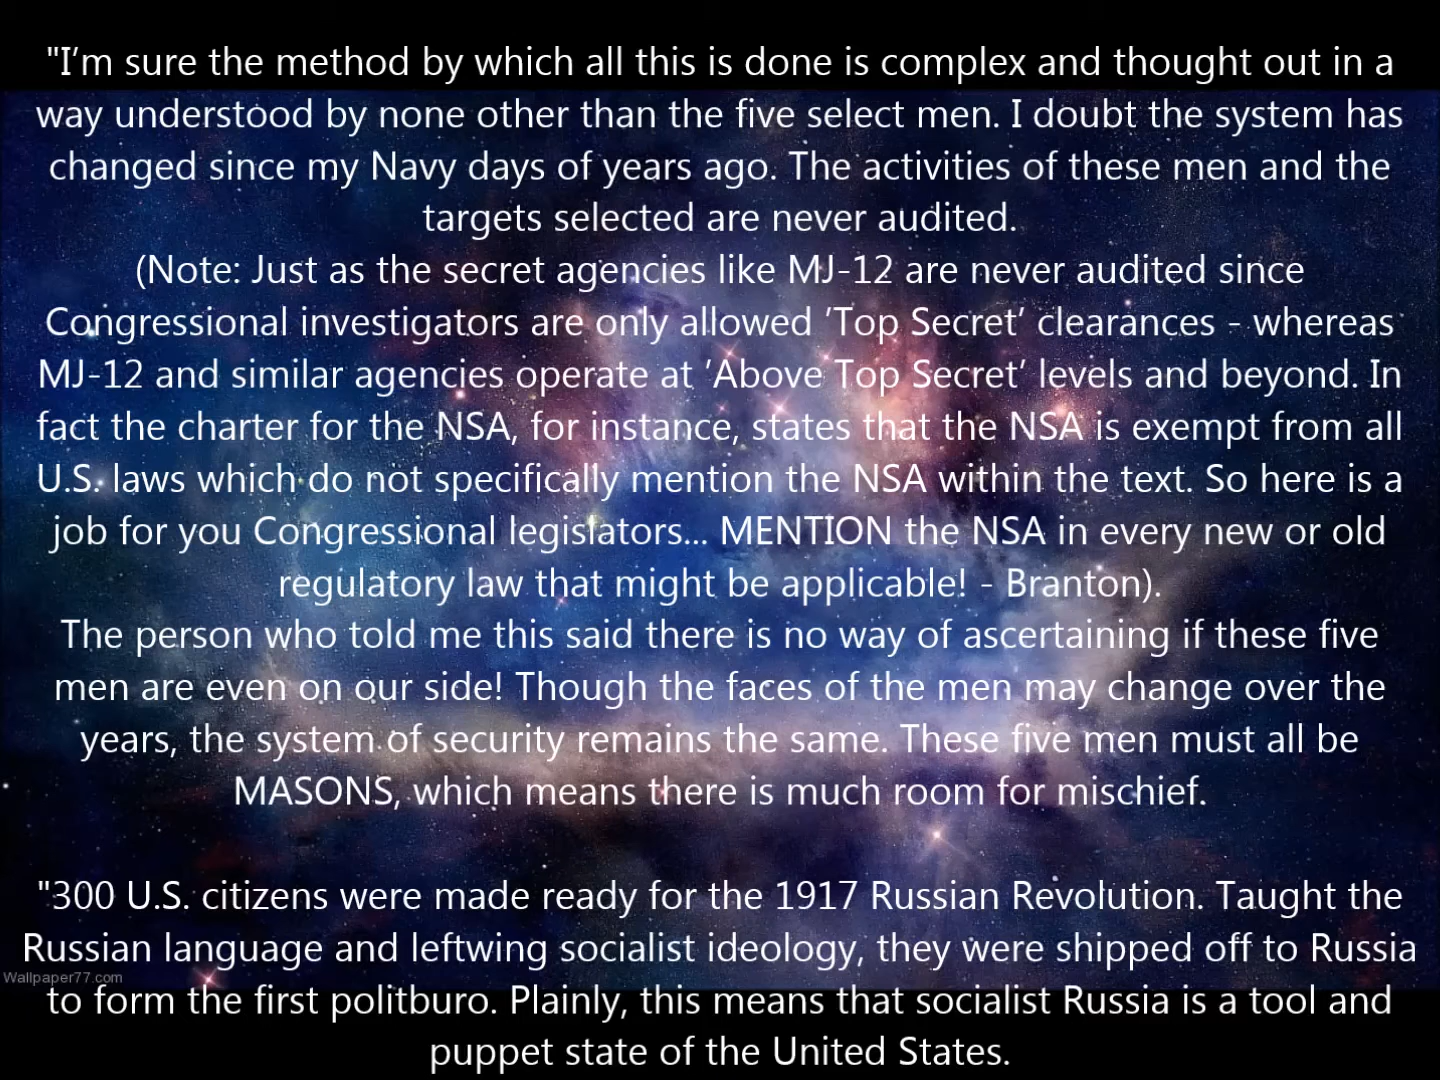 "I’m sure the method by which all this is done is complex and thought out in a
way understood by none other than the five select men. I doubt the system has
changed since my Navy days of years ago. The activities of these men and the
targets selected are never audited.
(Note: Just as the secret agencies like MJ-12 are never audited since
Congressional investigators are only allowed ’Top Secret’ clearances - whereas
MJ-12 and similar agencies operate at ’Above Top Secret’ levels and beyond. In
fact the charter for the NSA, for instance, states that the NSA is exempt from all
U.S. laws which do not specifically mention the NSA within the text. So here is a
job for you Congressional legislators... MENTION the NSA in every new or old
regulatory law that might be applicable! - Branton).
The person who told me this said there is no way of ascertaining if these five
men are even on our side! Though the faces of the men may change over the
years, the system of security remains the same. These five men must all be
MASONS, which means there is much room for mischief.
"300 U.S. citizens were made ready for the 1917 Russian Revolution. Taught the
Russian language and leftwing socialist ideology, they were shipped off to Russia
Wallpaper77.com
to form the first politburo. Plainly, this means that socialist Russia is a tool and
puppet state of the United States.